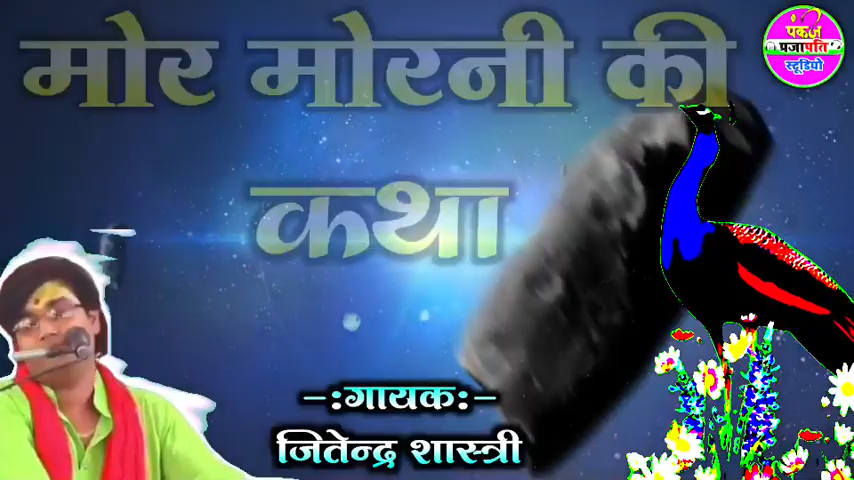 मोर मोरनी की
कथा
पंकज
प्रजापति
स्टूडियो
-:गायक:-
जितेन्द्र शास्त्री